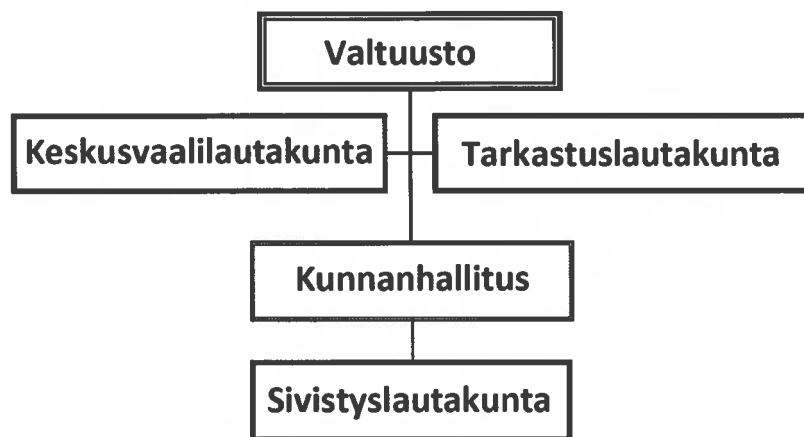 Valtuusto
Keskusvaalilautakunta
Tarkastuslautakunta
Kunnanhallitus
Sivistyslautakunta